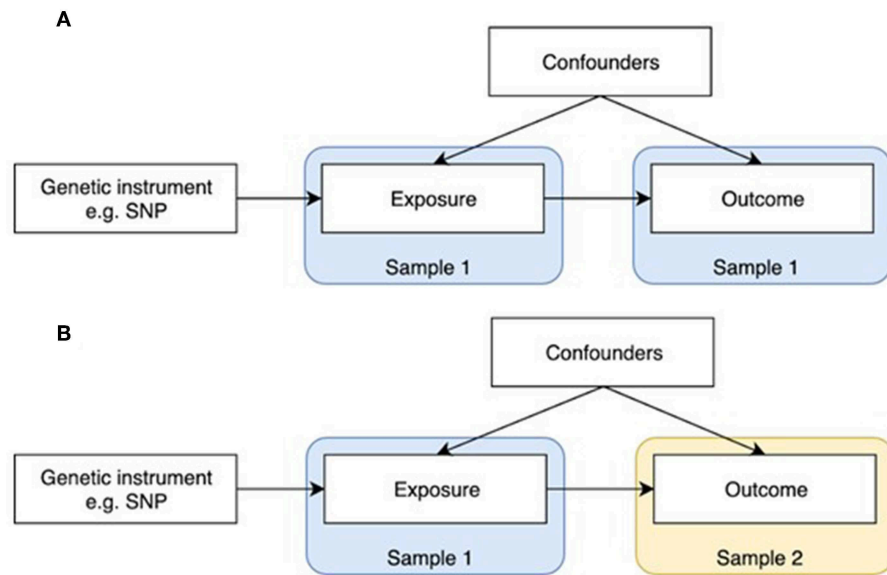 A
Confounders
Genetic instrument
e.g. SNP
Exposure
Outcome
Sample 1
Sample 1
B
Confounders
Genetic instrument
e.g. SNP
Exposure
Outcome
Sample 1
Sample 2